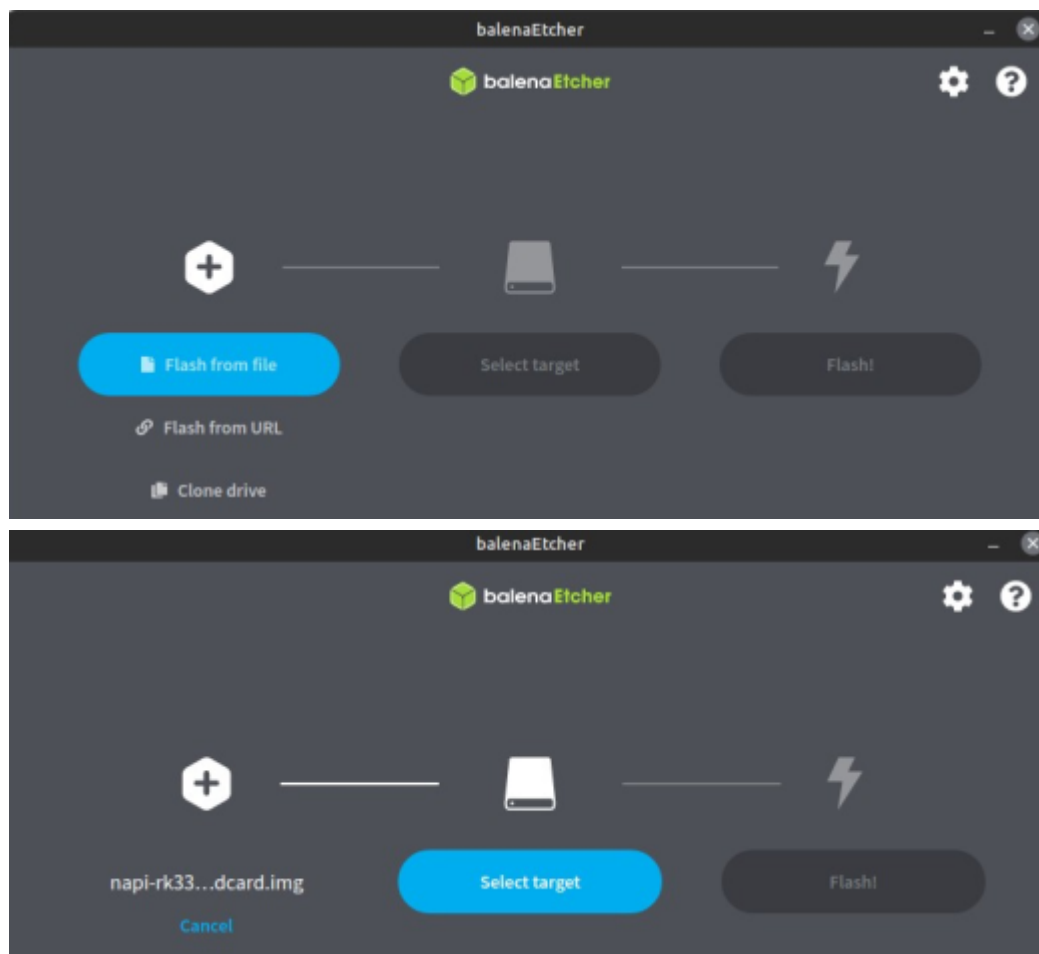 balenaEtcher
balenaEtcher
Flash from file
Select target
Flash!
Flash from URL
Clone drive
balenaEtcher
balenaEtcher
napi-rk33...dcard.img
Select target
Flash!
Cancel